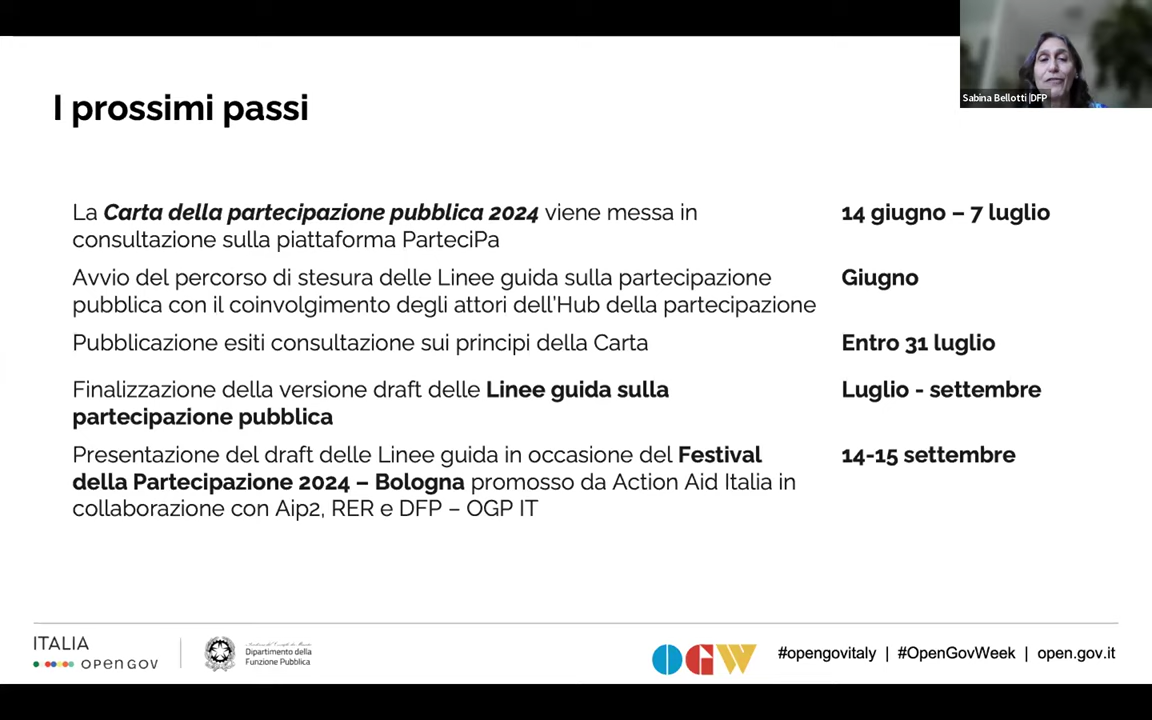 Sabina Bellotti |DFP
I prossimi passi
La Carta della partecipazione pubblica 2024 viene messa in
consultazione sulla piattaforma ParteciPa
14 giugno – 7 luglio
Avvio del percorso di stesura delle Linee guida sulla partecipazione
pubblica con il coinvolgimento degli attori dell'Hub della partecipazione
Giugno
Pubblicazione esiti consultazione sui principi della Carta
Entro 31 luglio
Finalizzazione della versione draft delle Linee guida sulla
partecipazione pubblica
Luglio - settembre
Presentazione del draft delle Linee guida in occasione del Festival
della Partecipazione 2024 – Bologna promosso da Action Aid Italia in
collaborazione con Aip2, RER e DFP – OGP IT
14-15 settembre
ITALIA
open gov
Dipartimento della
Funzione Pubblica
OGW
#opengovitaly | #OpenGovWeek | open.gov.it